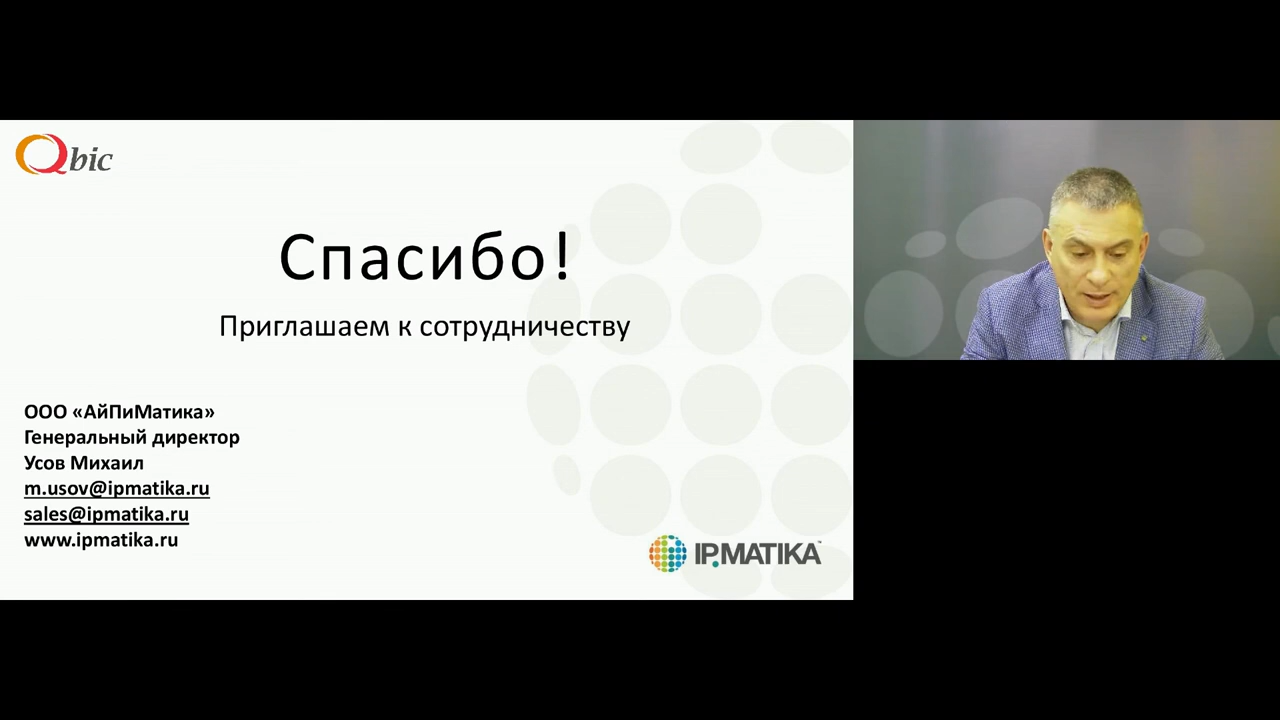 Qbic
Спасибо!
Приглашаем к сотрудничеству
ООО «АйПиМатика»
Генеральный директор
Усов Михаил
m.usov@ipmatika.ru
sales@ipmatika.ru
www.ipmatika.ru
IP.MATIKA™